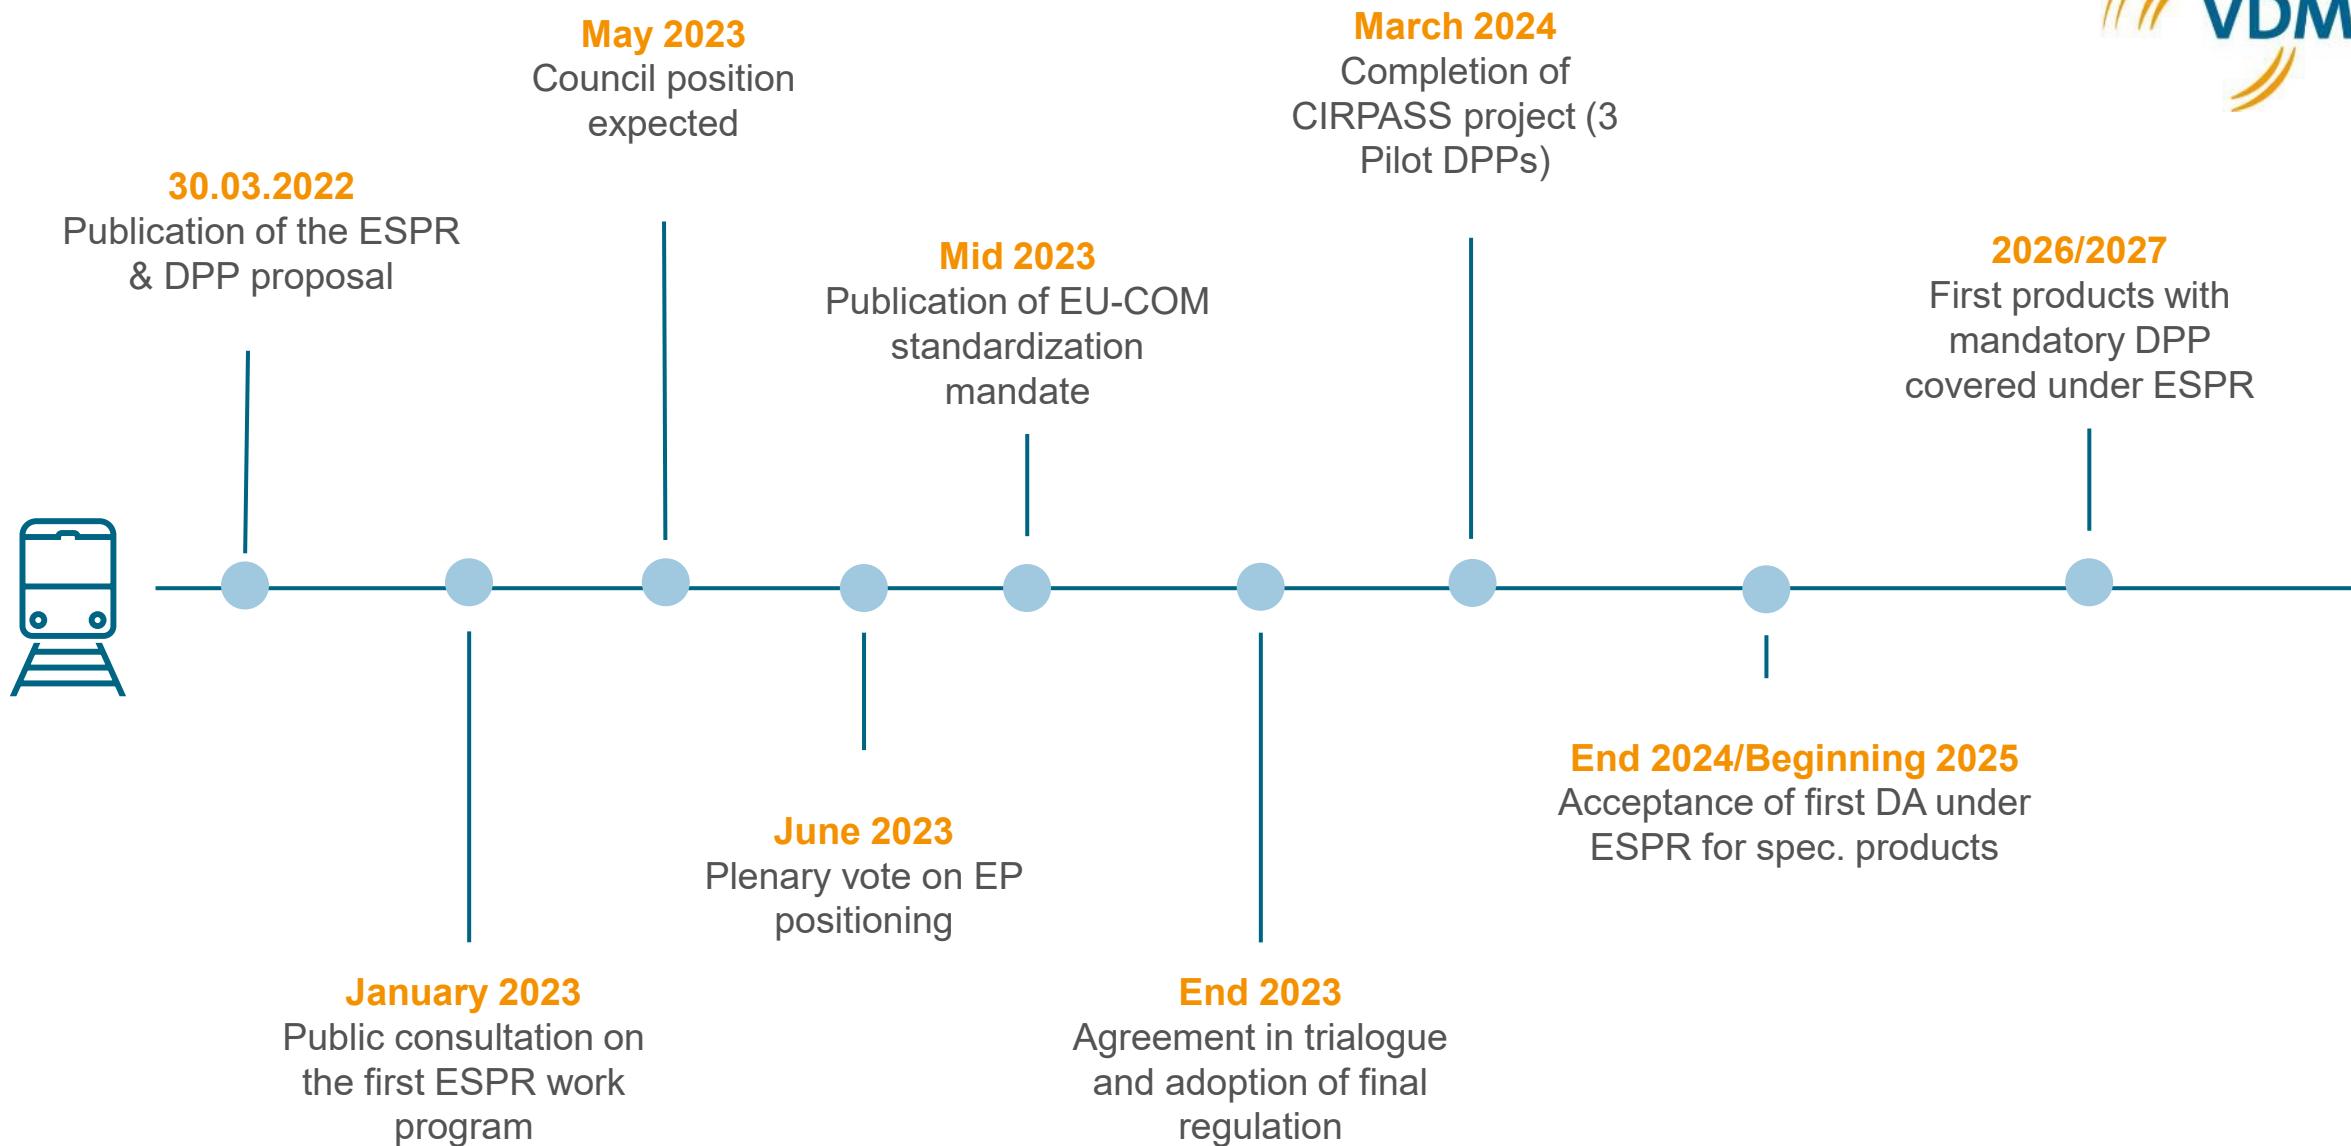 30.03.2022
Publication of the ESPR
& DPP proposal
January 2023
Public consultation on
the first ESPR work
program
May 2023
Council position
expected
June 2023
Plenary vote on EP
positioning
Mid 2023
Publication of EU-COM
standardization
mandate
End 2023
Agreement in trialogue
and adoption of final
regulation
March 2024
Completion of
CIRPASS project (3
Pilot DPPs)
End 2024/Beginning 2025
Acceptance of first DA under
ESPR for spec. products
2026/2027
First products with
mandatory DPP
covered under ESPR
VDM